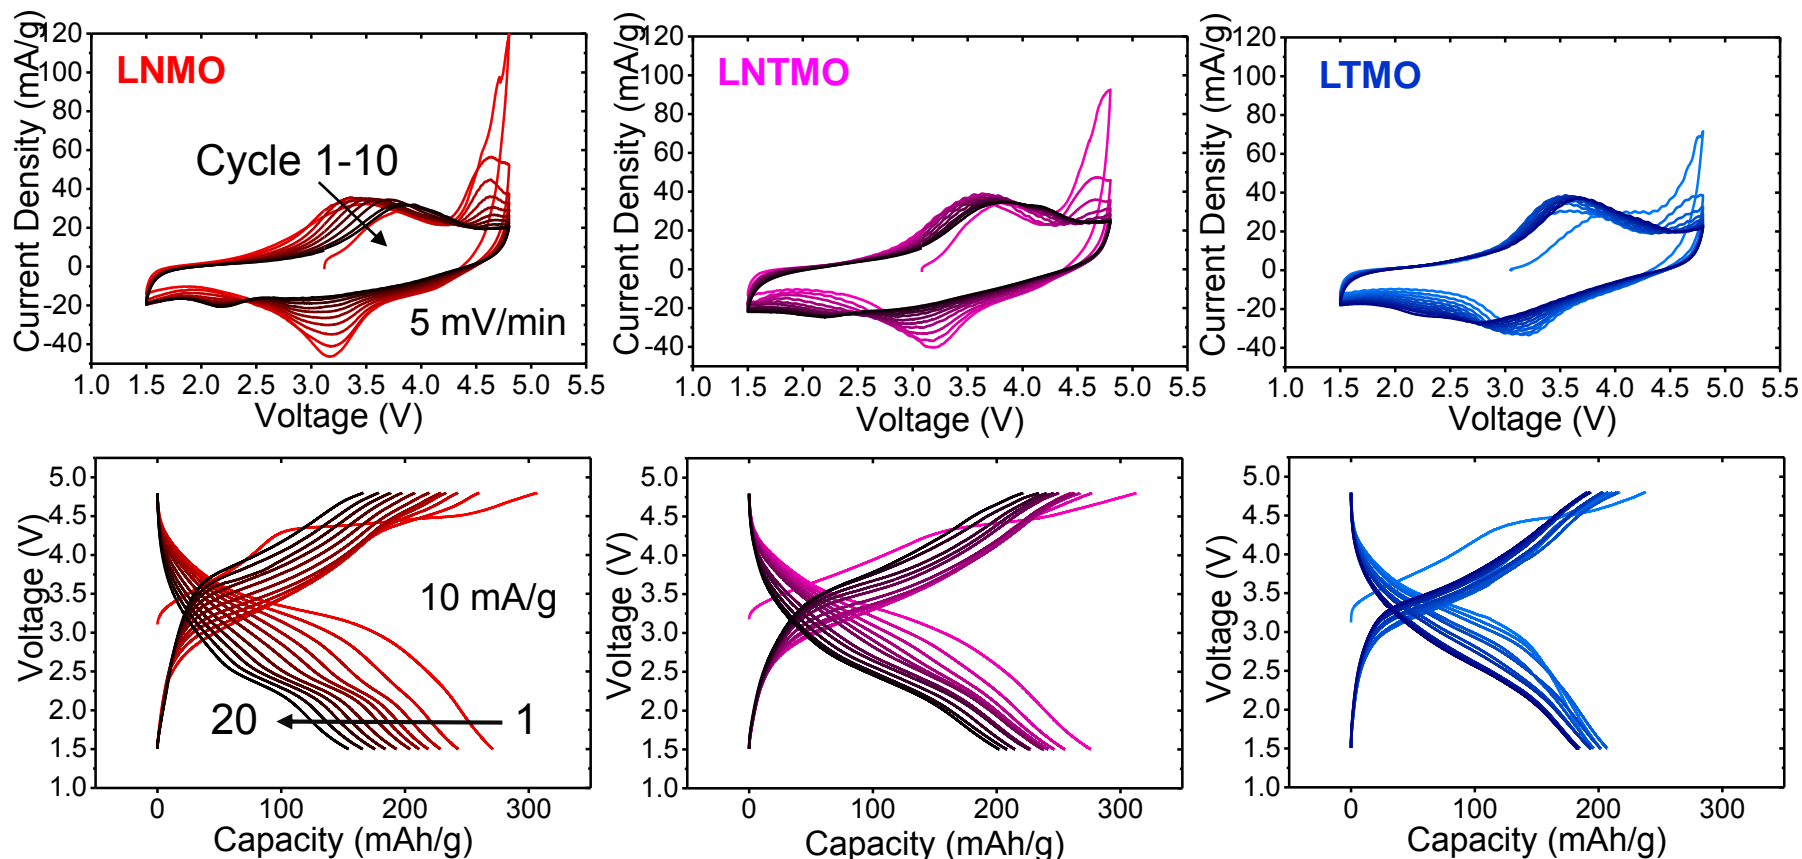 120
100
80
60
40
20
0
-20
-40
Current Density (mA/g)
LNMO
Cycle 1-10
5 mV/min
1.0 1.5 2.0 2.5 3.0 3.5 4.0 4.5 5.0 5.5
Voltage (V)
120
100
80
60
40
20
0
-20
-40
Current Density (mA/g)
LNTMO
1.0 1.5 2.0 2.5 3.0 3.5 4.0 4.5 5.0 5.5
Voltage (V)
120
100
80
60
40
20
0
-20
-40
Current Density (mA/g)
LTMO
1.0 1.5 2.0 2.5 3.0 3.5 4.0 4.5 5.0 5.5
Voltage (V)
5.0
4.5
4.0
3.5
3.0
2.5
2.0
1.5
1.0
Voltage (V)
10 mA/g
20 1
0 100 200 300
Capacity (mAh/g)
5.0
4.5
4.0
3.5
3.0
2.5
2.0
1.5
1.0
Voltage (V)
0 100 200 300
Capacity (mAh/g)
5.0
4.5
4.0
3.5
3.0
2.5
2.0
1.5
1.0
Voltage (V)
0 100 200 300
Capacity (mAh/g)